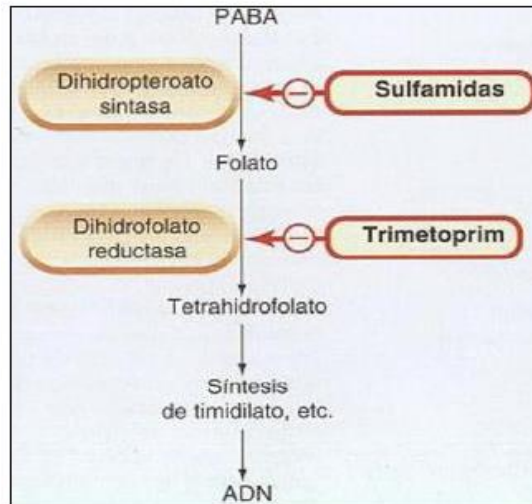 PABA
Dihidropteroato
sintasa
Sulfamidas
Folato
Dihidrofolato
reductasa
Trimetoprim
Tetrahidrofolato
Síntesis
de timidilato, etc.
ADN